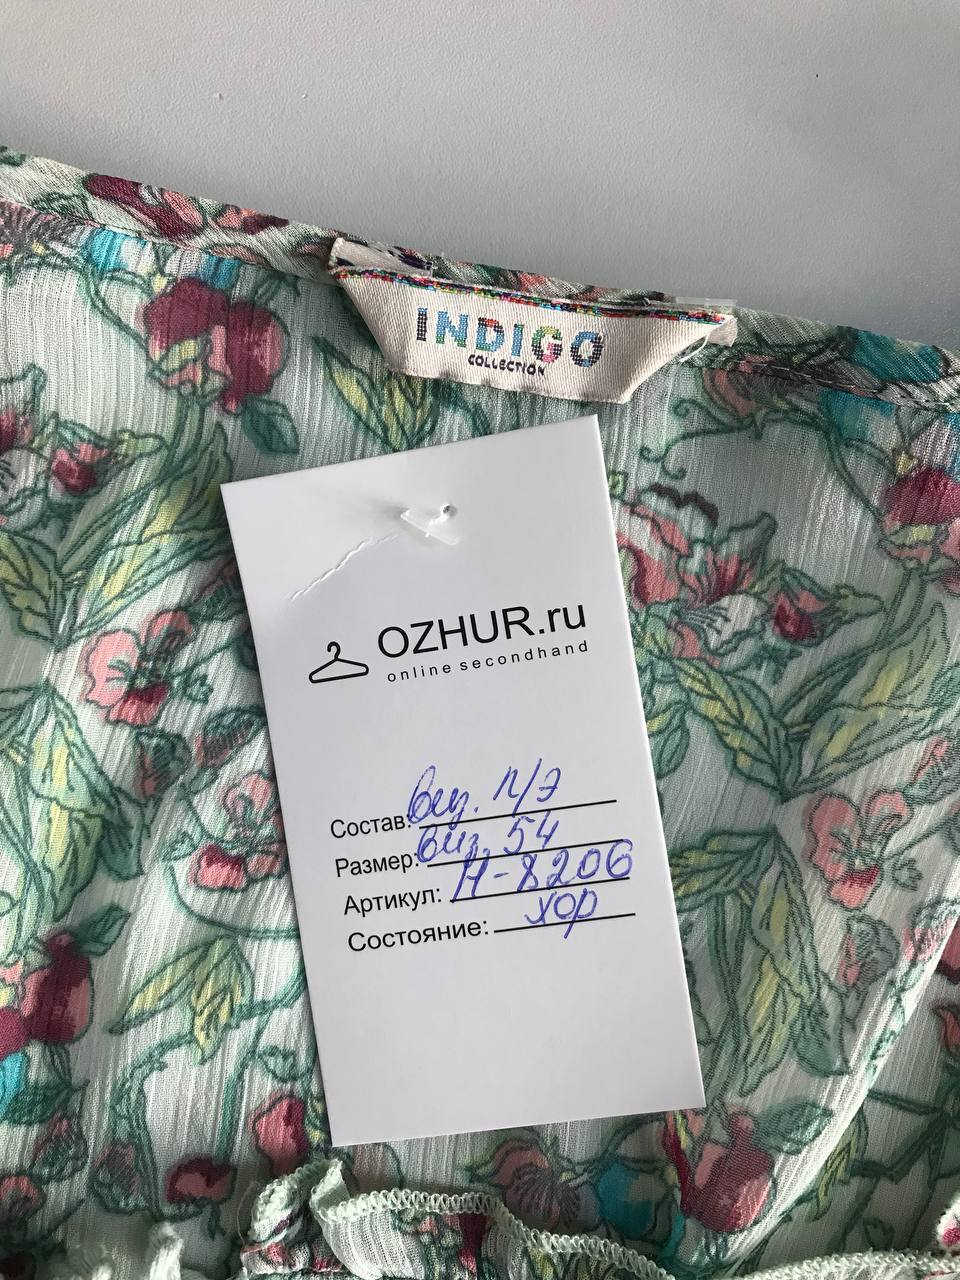 INDIGO
COLLECTION
OZHUR.ru
online secondhand
Состав: виз. П/Э
Размер: виз. 54
Артикул: Н-8206
Состояние: хор